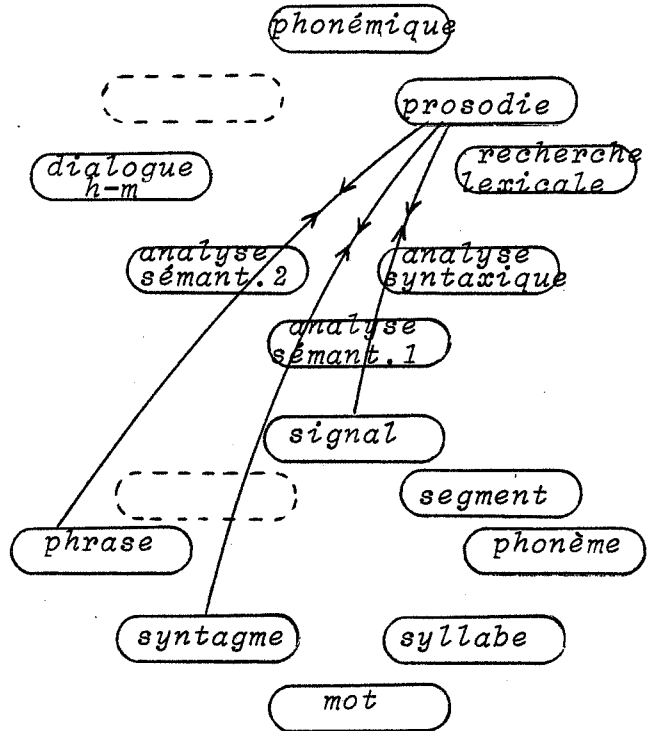 phonémique
prosodie
dialogue
h-m
recherche
lexicale
analyse
sémant.2
analyse
syntaxique
analyse
sémant.1
signal
segment
phrase
phonème
syntagme
syllabe
mot